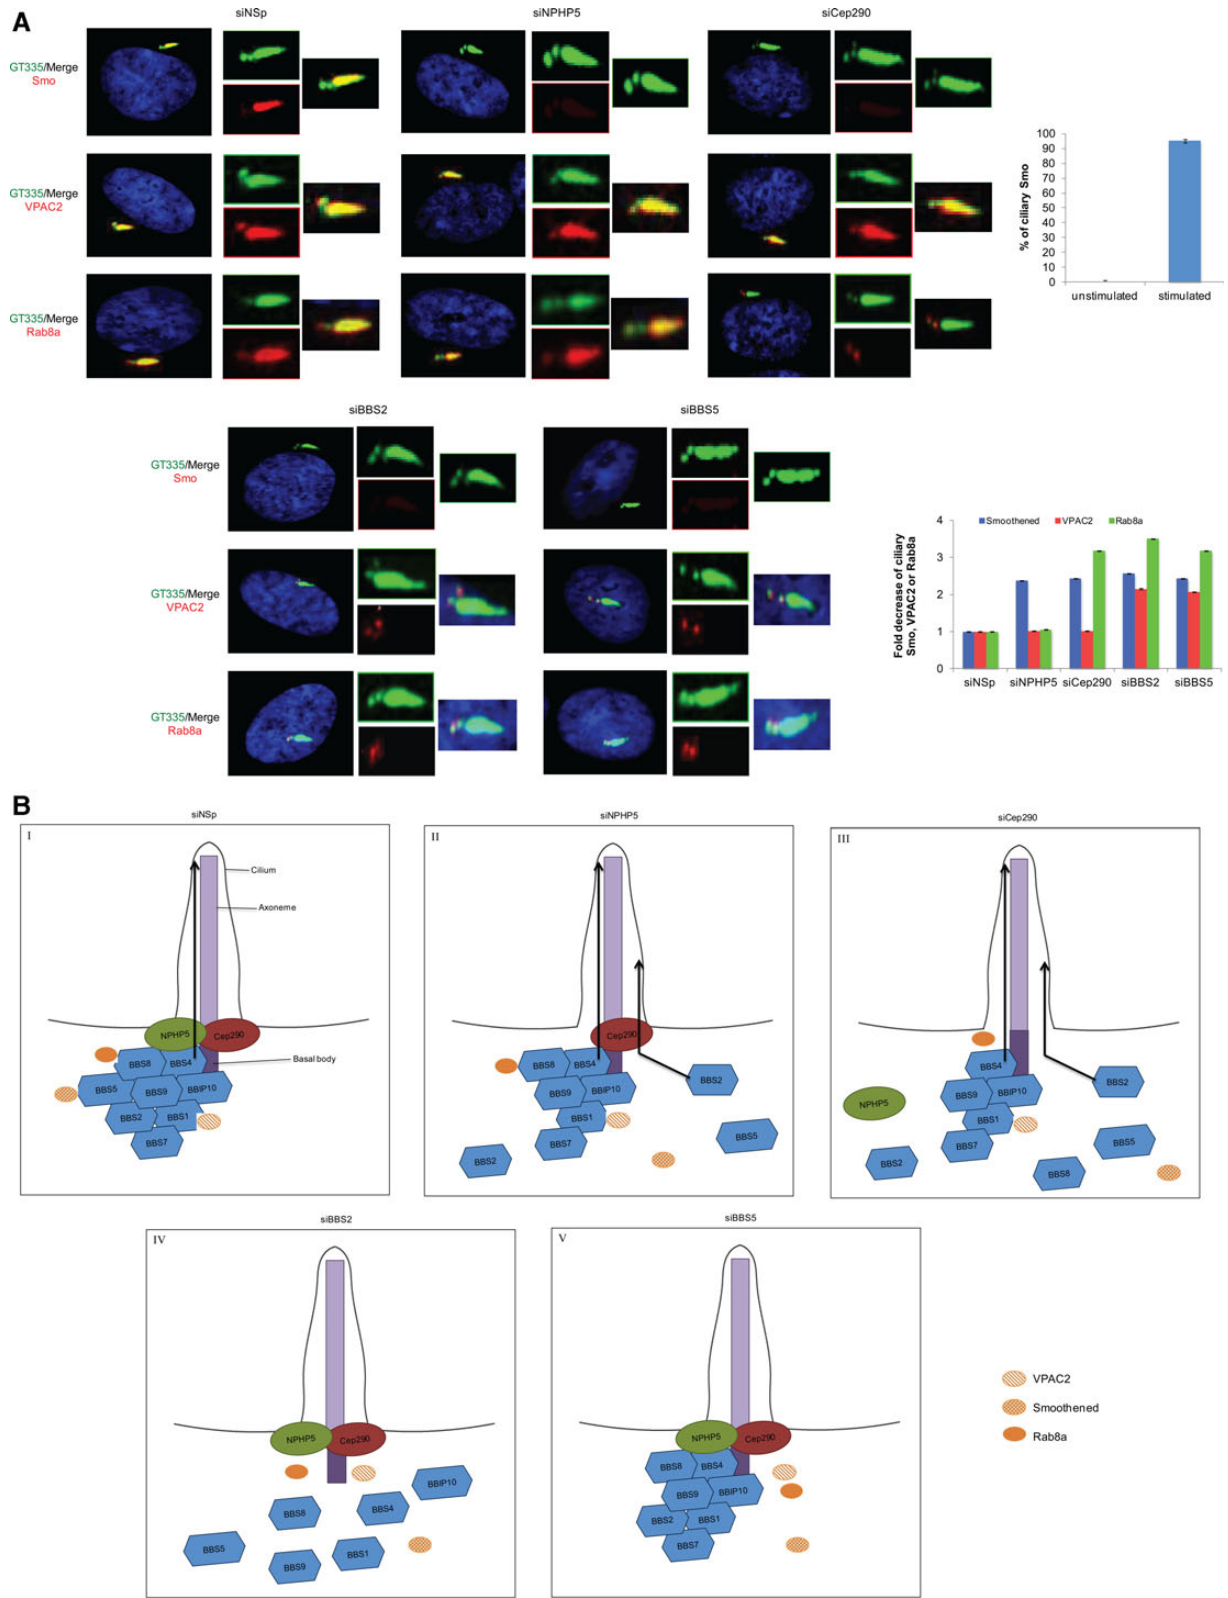 A
siNSp
siNPHP5
siCep290
GT335/Merge
Smo
GT335/Merge
VPAC2
GT335/Merge
Rab8a
% of ciliary Smo
100
90
80
70
60
50
40
30
20
10
0
unstimulated
stimulated
siBBS2
siBBS5
GT335/Merge
Smo
GT335/Merge
VPAC2
GT335/Merge
Rab8a
Fold decrease of ciliary
Smo, VPAC2 or Rab8a
Smoothened
VPAC2
Rab8a
4
3
2
1
0
siNSp
siNPHP5
siCep290
siBBS2
siBBS5
B
siNSp
I
Cilium
Axoneme
NPHP5
Cep290
Basal body
BBS8
BBS4
BBS5
BBS9
BBIP10
BBS2
BBS1
BBS7
siNPHP5
II
Cep290
BBS8
BBS4
BBS9
BBIP10
BBS2
BBS1
BBS7
BBS5
BBS2
siCep290
III
BBS4
BBS9
BBIP10
BBS2
NPHP5
BBS1
BBS7
BBS5
BBS2
BBS8
siBBS2
IV
NPHP5
Cep290
BBIP10
BBS8
BBS4
BBS5
BBS1
BBS9
siBBS5
V
NPHP5
Cep290
BBS8
BBS4
BBS9
BBIP10
BBS2
BBS1
BBS7
VPAC2
Smoothened
Rab8a